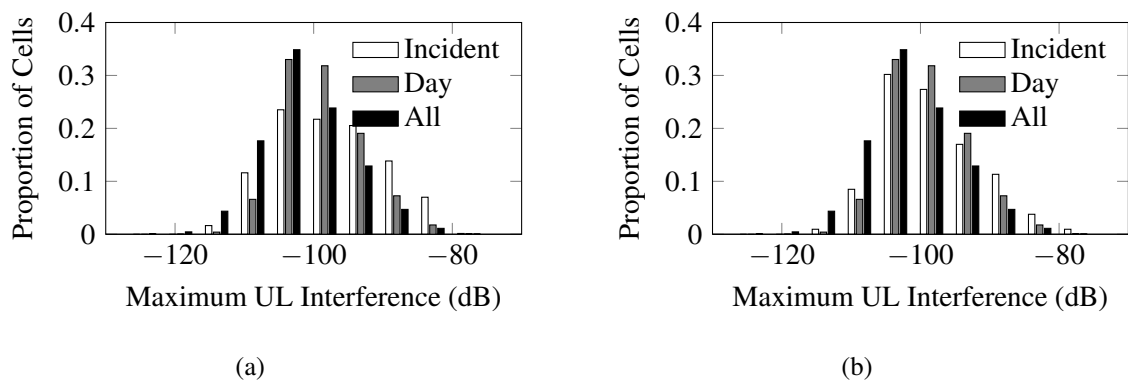 0.4
0.3
0.2
0.1
0
Proportion of Cells
Incident
Day
All
−120
−100
−80
Maximum UL Interference (dB)
(a)
0.4
0.3
0.2
0.1
0
Proportion of Cells
Incident
Day
All
−120
−100
−80
Maximum UL Interference (dB)
(b)